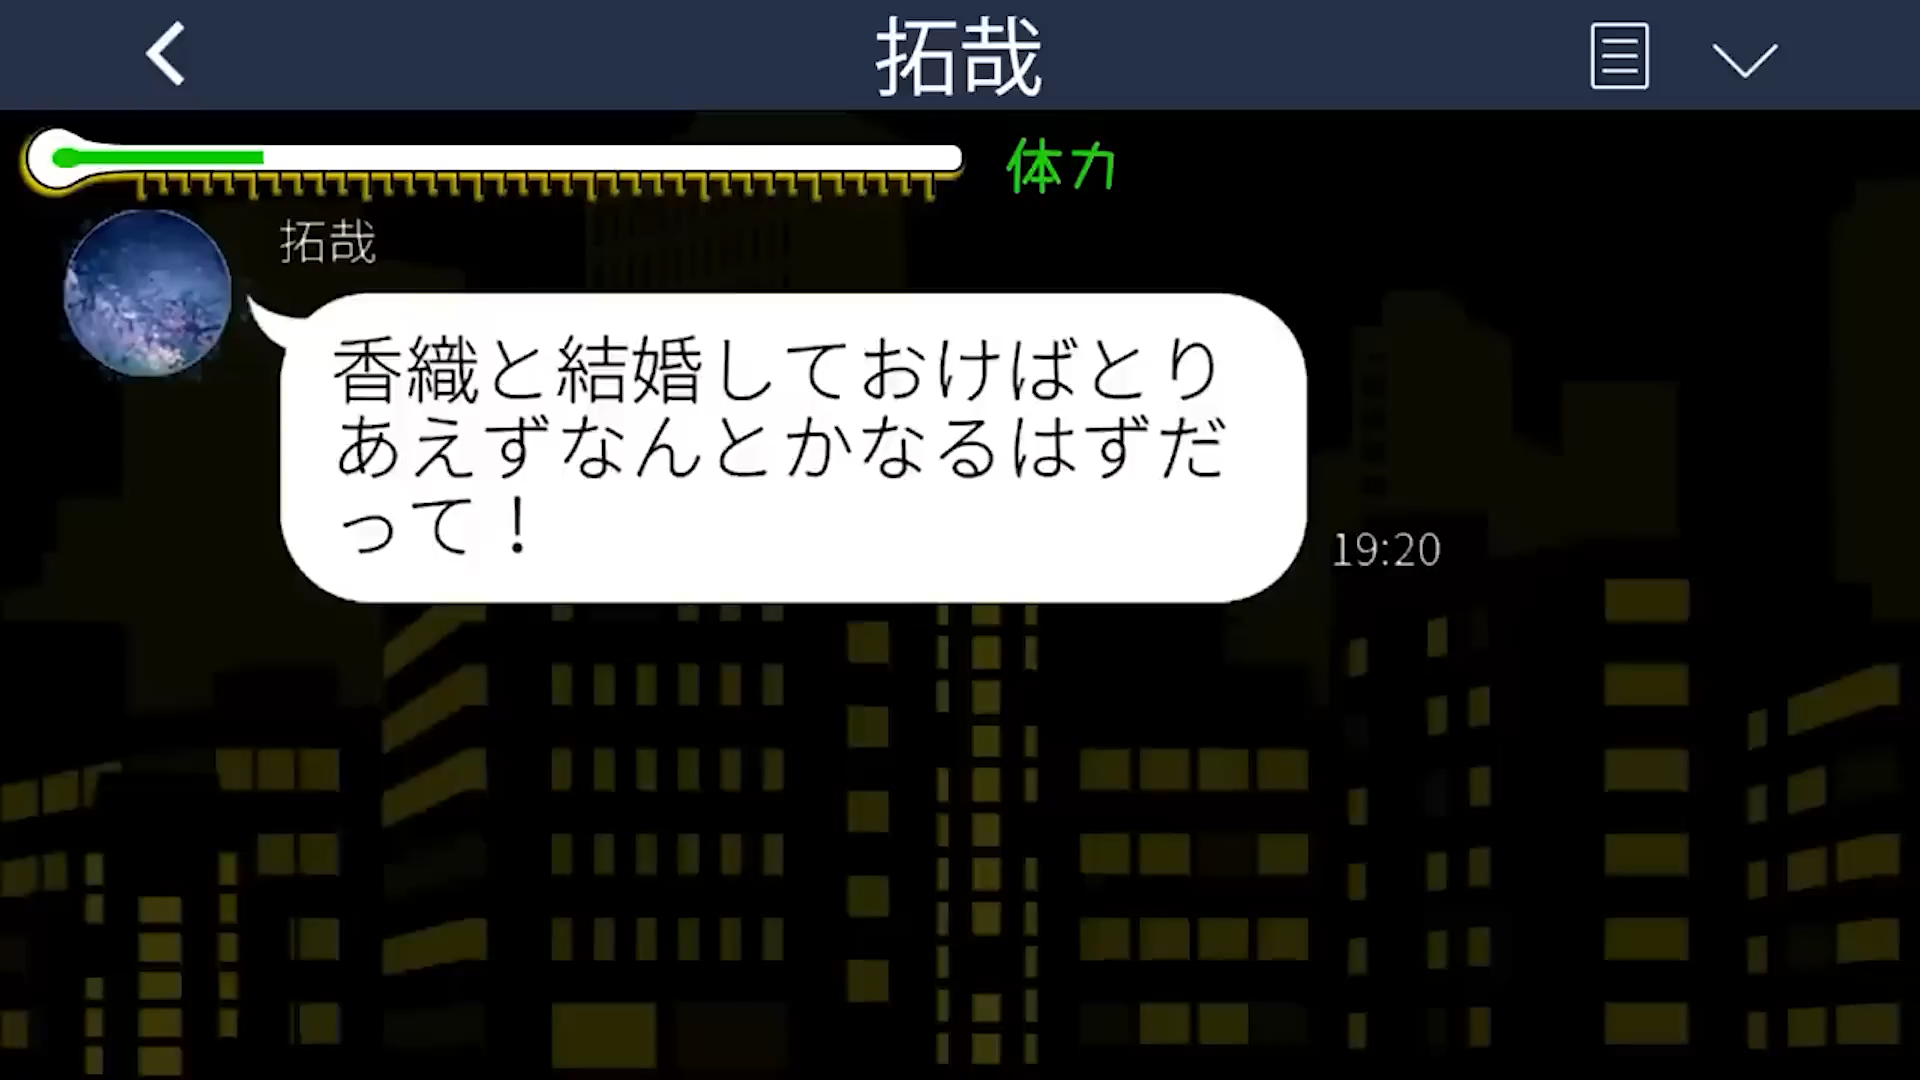 拓哉
体力
拓哉
香織と結婚しておけばとり
あえずなんとかなるはずだ
って！
19:20